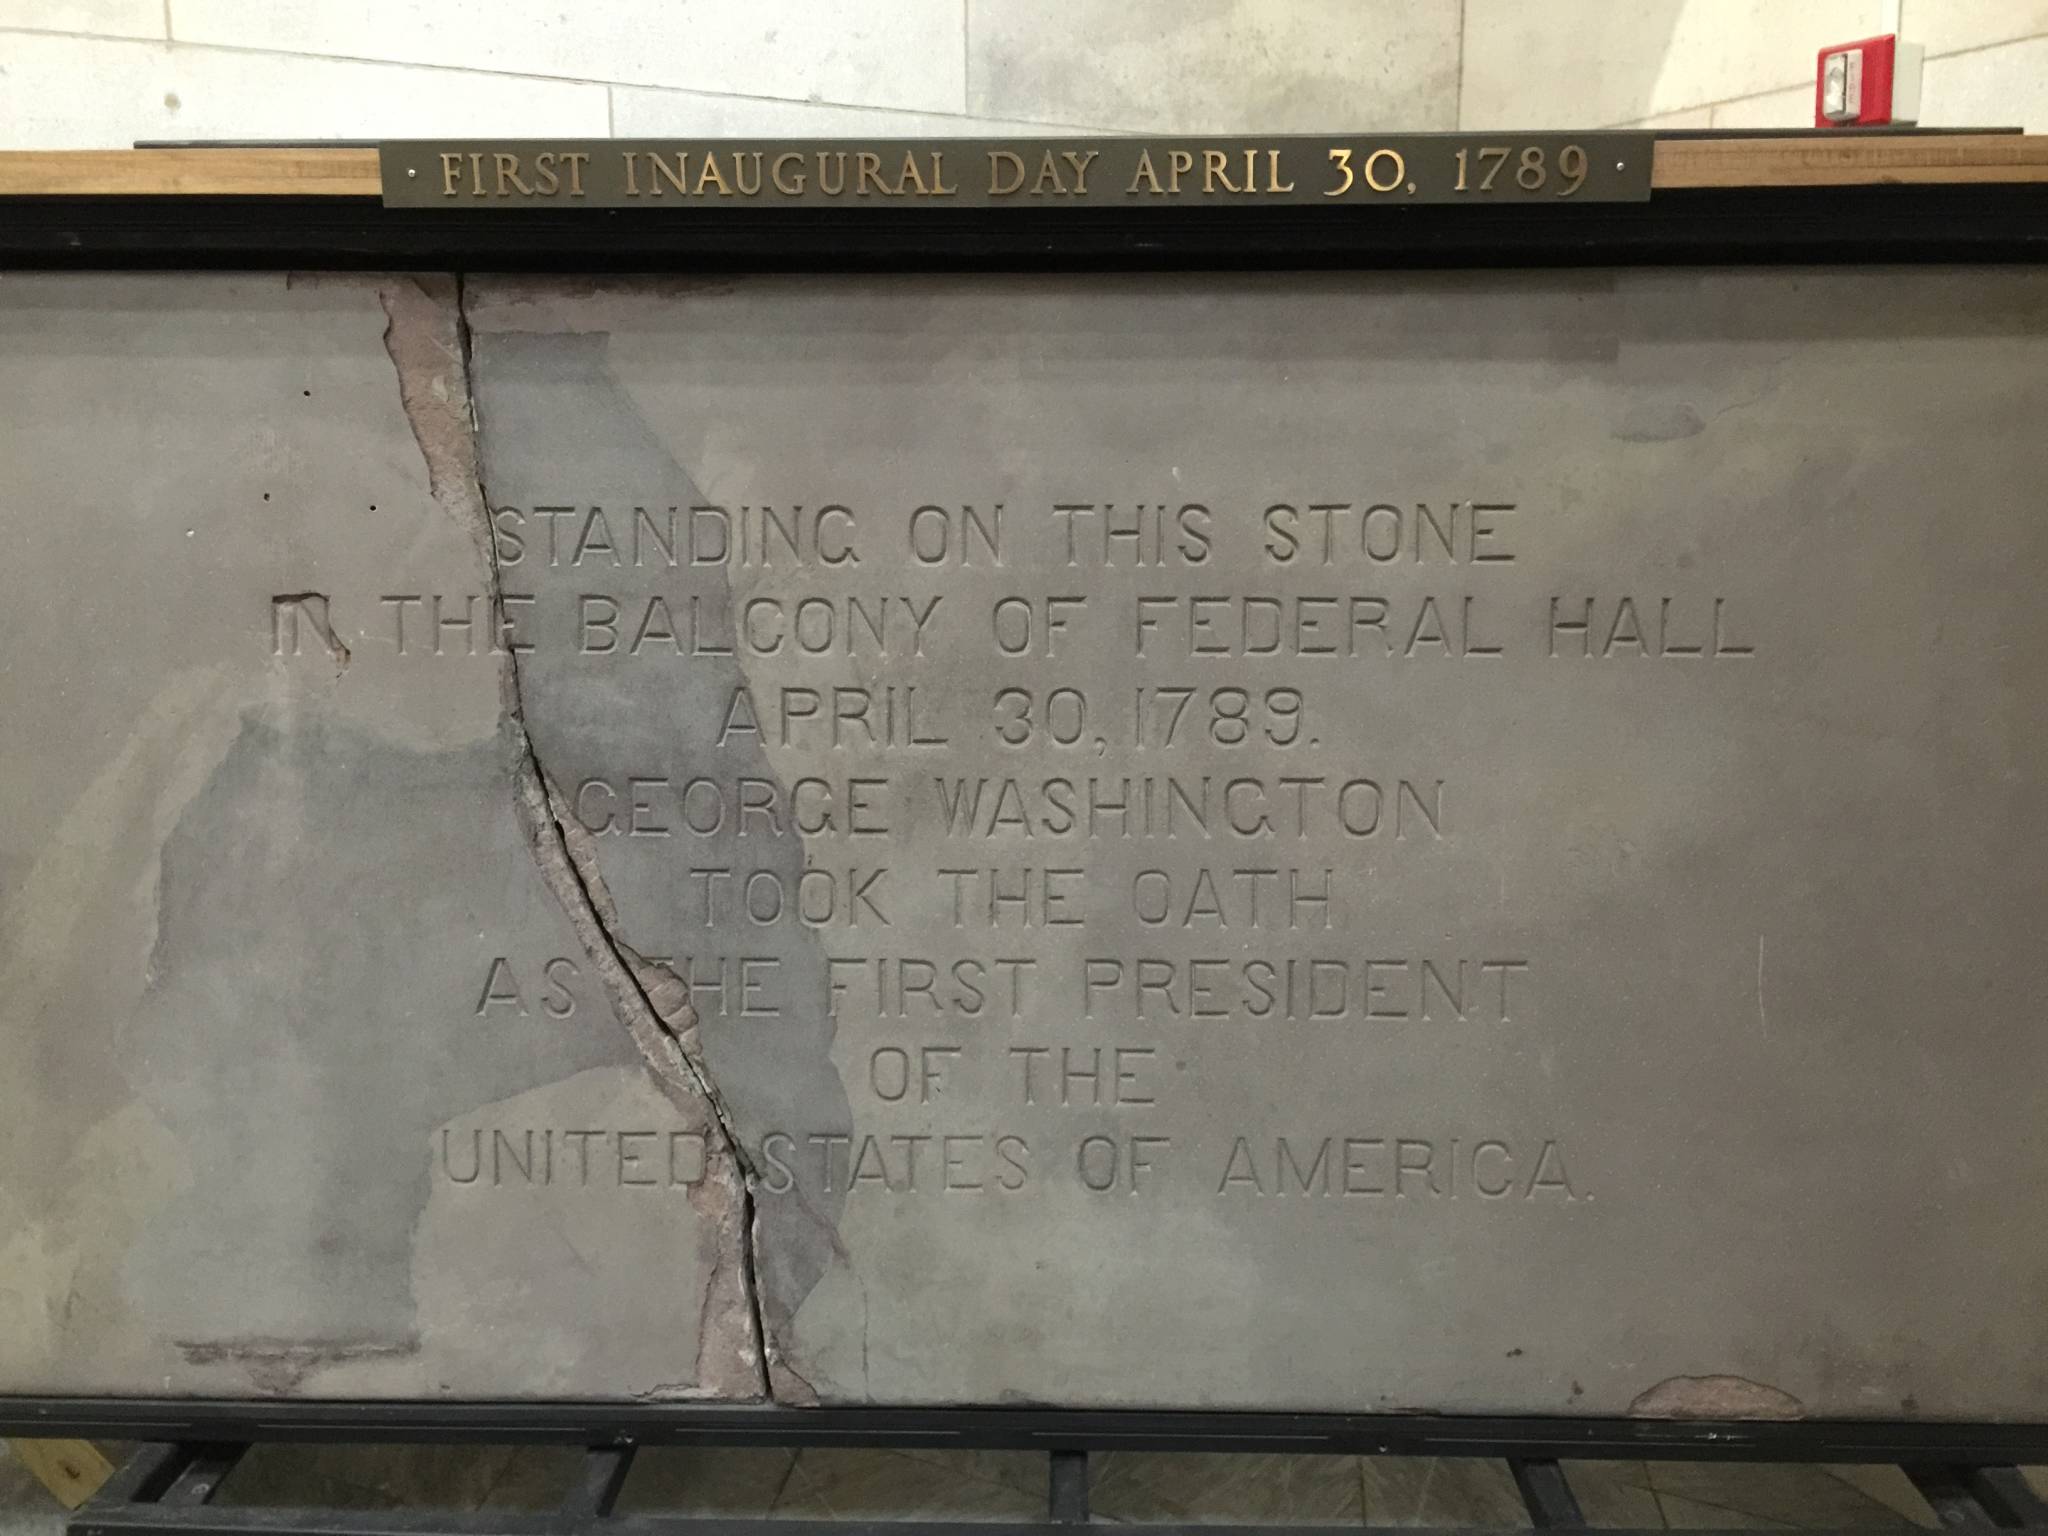 FIRST INAUGURAL DAY APRIL 30, 1789
STANDING ON THIS STONE
IN THE BALCONY OF FEDERAL HALL
APRIL 30, 1789.
GEORGE WASHINGTON
TOOK THE OATH
AS THE FIRST PRESIDENT
OF THE
UNITED STATES OF AMERICA.